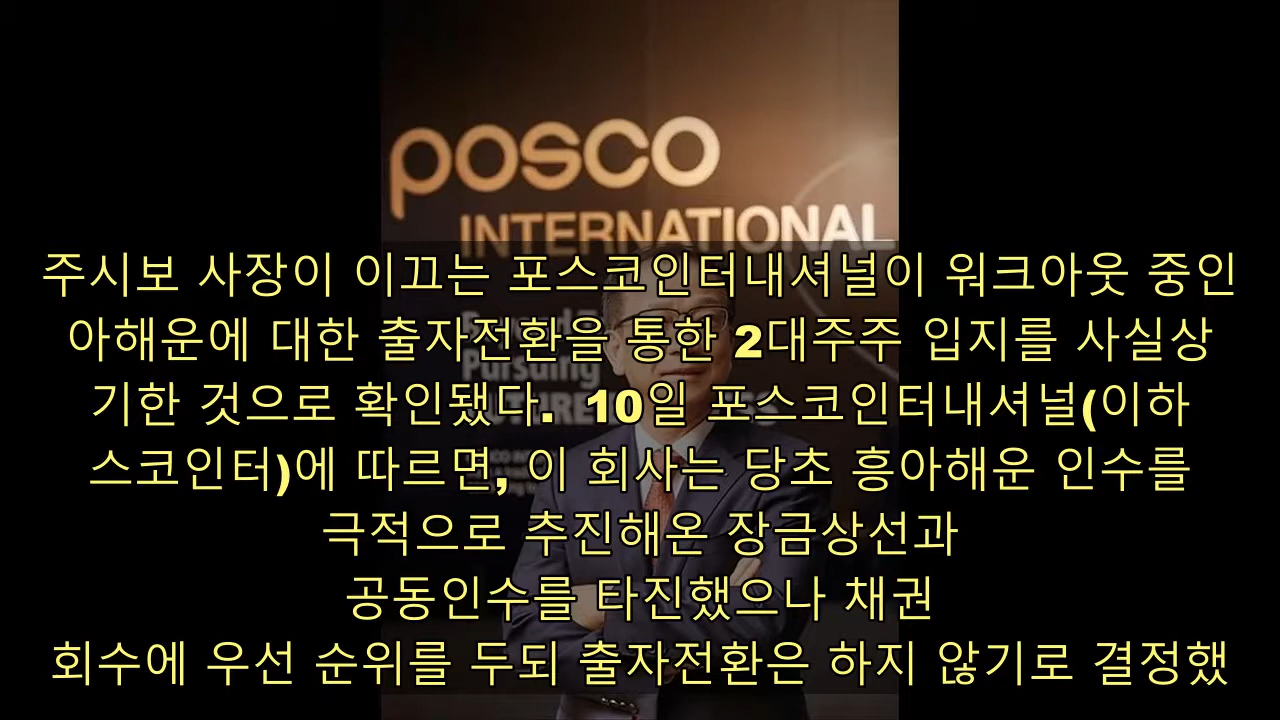 posco
INTERNATIONAL
주시보 사장이 이끄는 포스코인터내셔널이 워크아웃 중인
아해운에 대한 출자전환을 통한 2대주주 입지를 사실상
기한 것으로 확인됐다. 10일 포스코인터내셔널(이하
스코인터)에 따르면, 이 회사는 당초 흥아해운 인수를
극적으로 추진해온 장금상선과
공동인수를 타진했으나 채권
회수에 우선 순위를 두되 출자전환은 하지 않기로 결정했
Pursuing